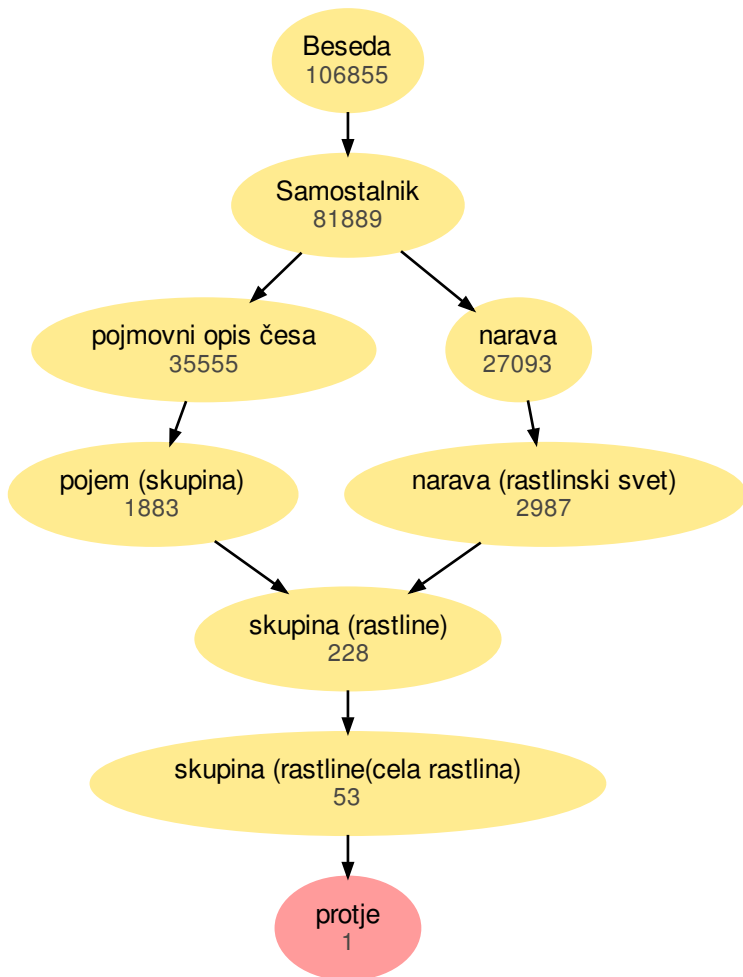 Beseda
106855
Samostalnik
81889
pojmovni opis česa
35555
narava
27093
pojem (skupina)
1883
narava (rastlinski svet)
2987
skupina (rastline)
228
skupina (rastline(cela rastlina)
53
protje
1